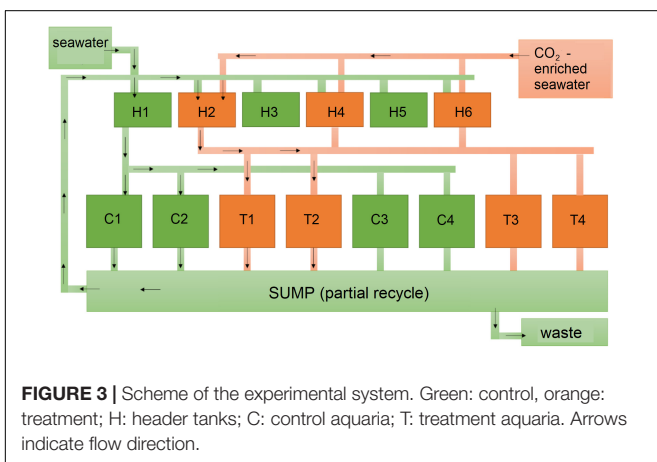 seawater
CO₂ -
enriched
seawater
H1 H2 H3 H4 H5 H6
C1 C2 T1 T2 C3 C4 T3 T4
SUMP (partial recycle)
waste
FIGURE 3 | Scheme of the experimental system. Green: control, orange:
treatment; H: header tanks; C: control aquaria; T: treatment aquaria. Arrows
indicate flow direction.